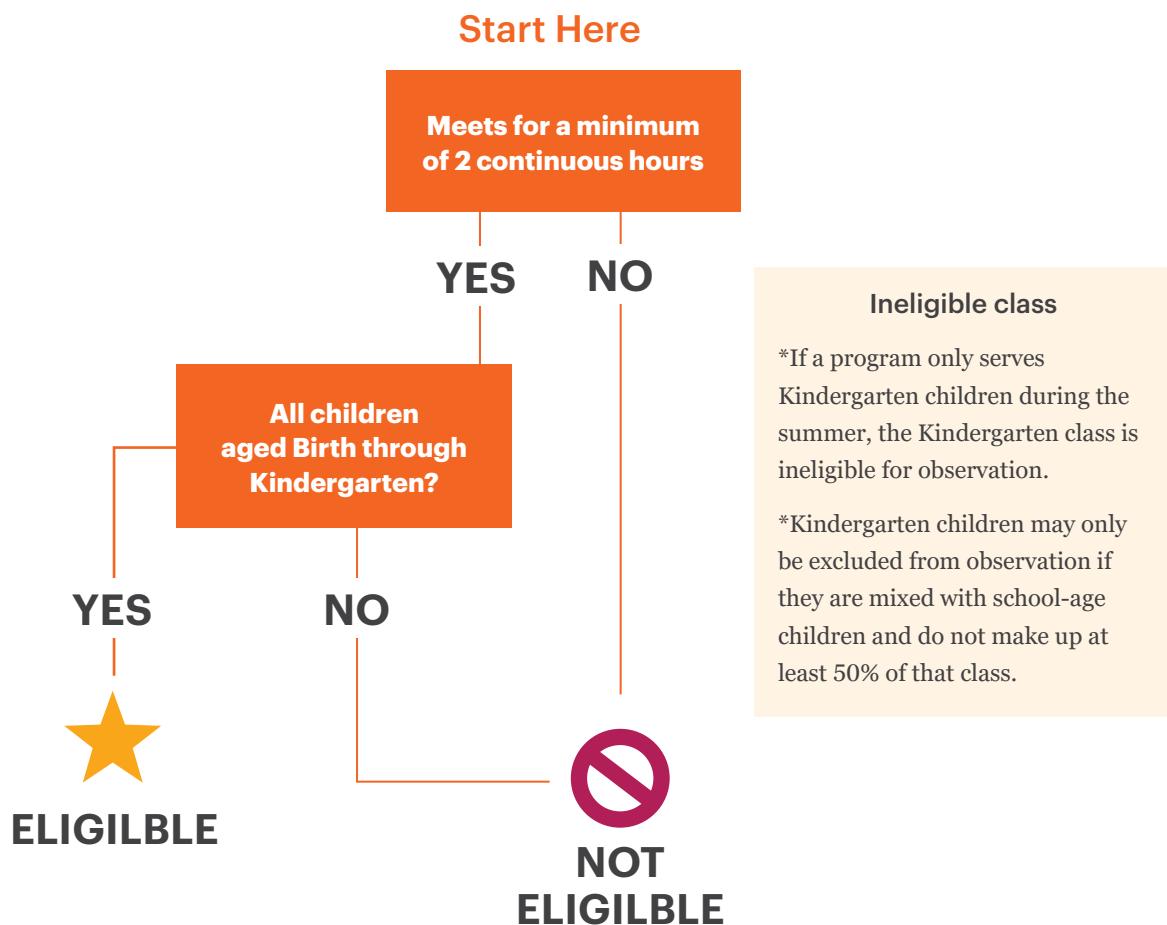 Start Here
Meets for a minimum
of 2 continuous hours
YES
NO
All children
aged Birth through
Kindergarten?
YES
NO
ELIGILBLE
NOT
ELIGILBLE
Ineligible class
*If a program only serves
Kindergarten children during the
summer, the Kindergarten class is
ineligible for observation.
*Kindergarten children may only
be excluded from observation if
they are mixed with school-age
children and do not make up at
least 50% of that class.